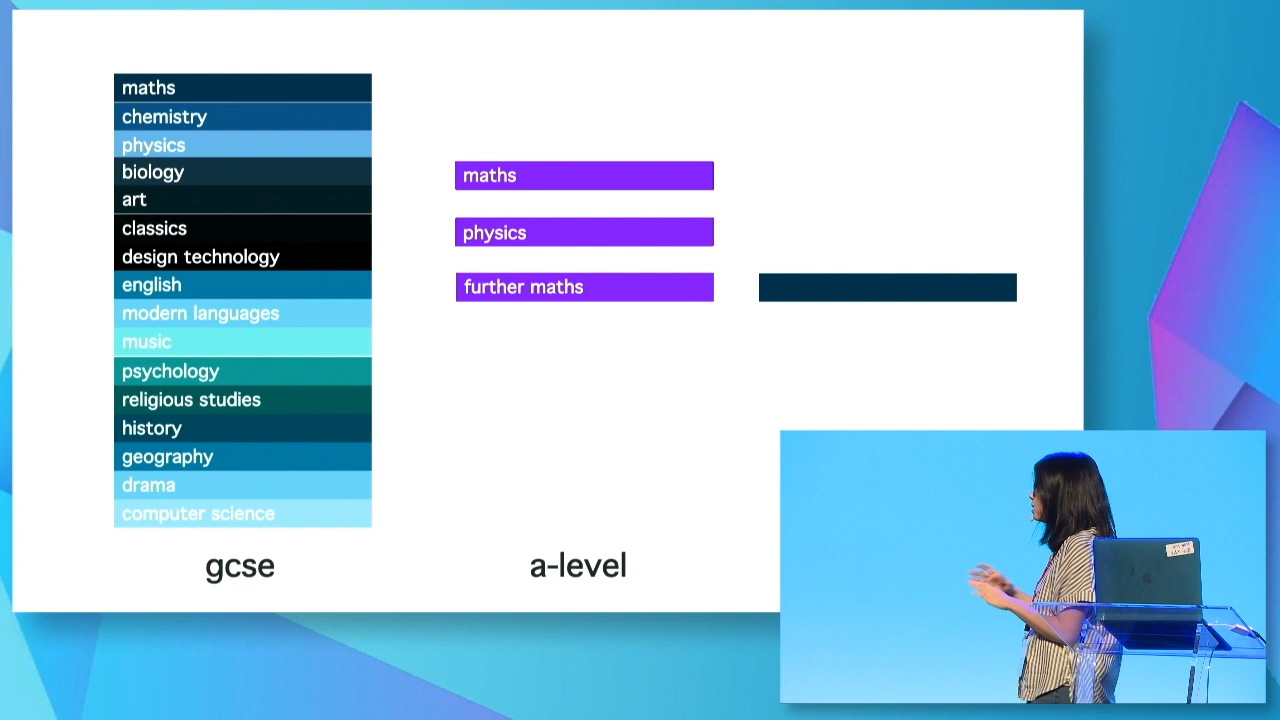 maths
chemistry
physics
biology
art
classics
design technology
english
modern languages
music
psychology
religious studies
history
geography
drama
computer science
gcse
maths
physics
further maths
a-level